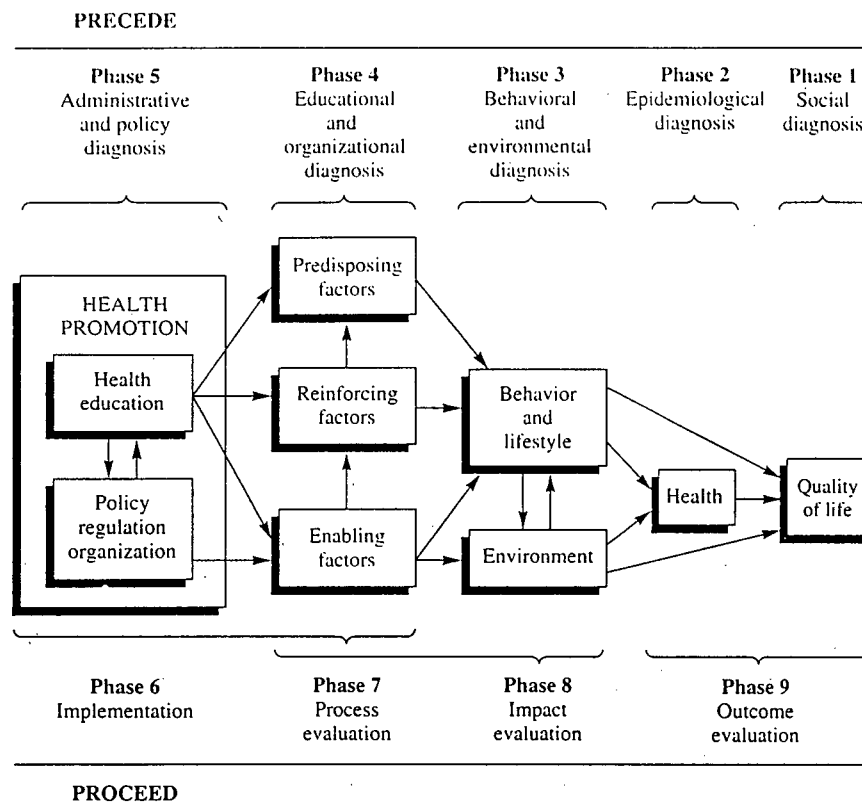 PRECEDE
Phase 5
Administrative
and policy
diagnosis
Phase 4
Educational
and
organizational
diagnosis
Phase 3
Behavioral
and
environmental
diagnosis
Phase 2
Epidemiological
diagnosis
Phase 1
Social
diagnosis
HEALTH
PROMOTION
Health
education
Policy
regulation
organization
Predisposing
factors
Reinforcing
factors
Enabling
factors
Behavior
and
lifestyle
Environment
Health
Quality
of life
Phase 6
Implementation
Phase 7
Process
evaluation
Phase 8
Impact
evaluation
Phase 9
Outcome
evaluation
PROCEED